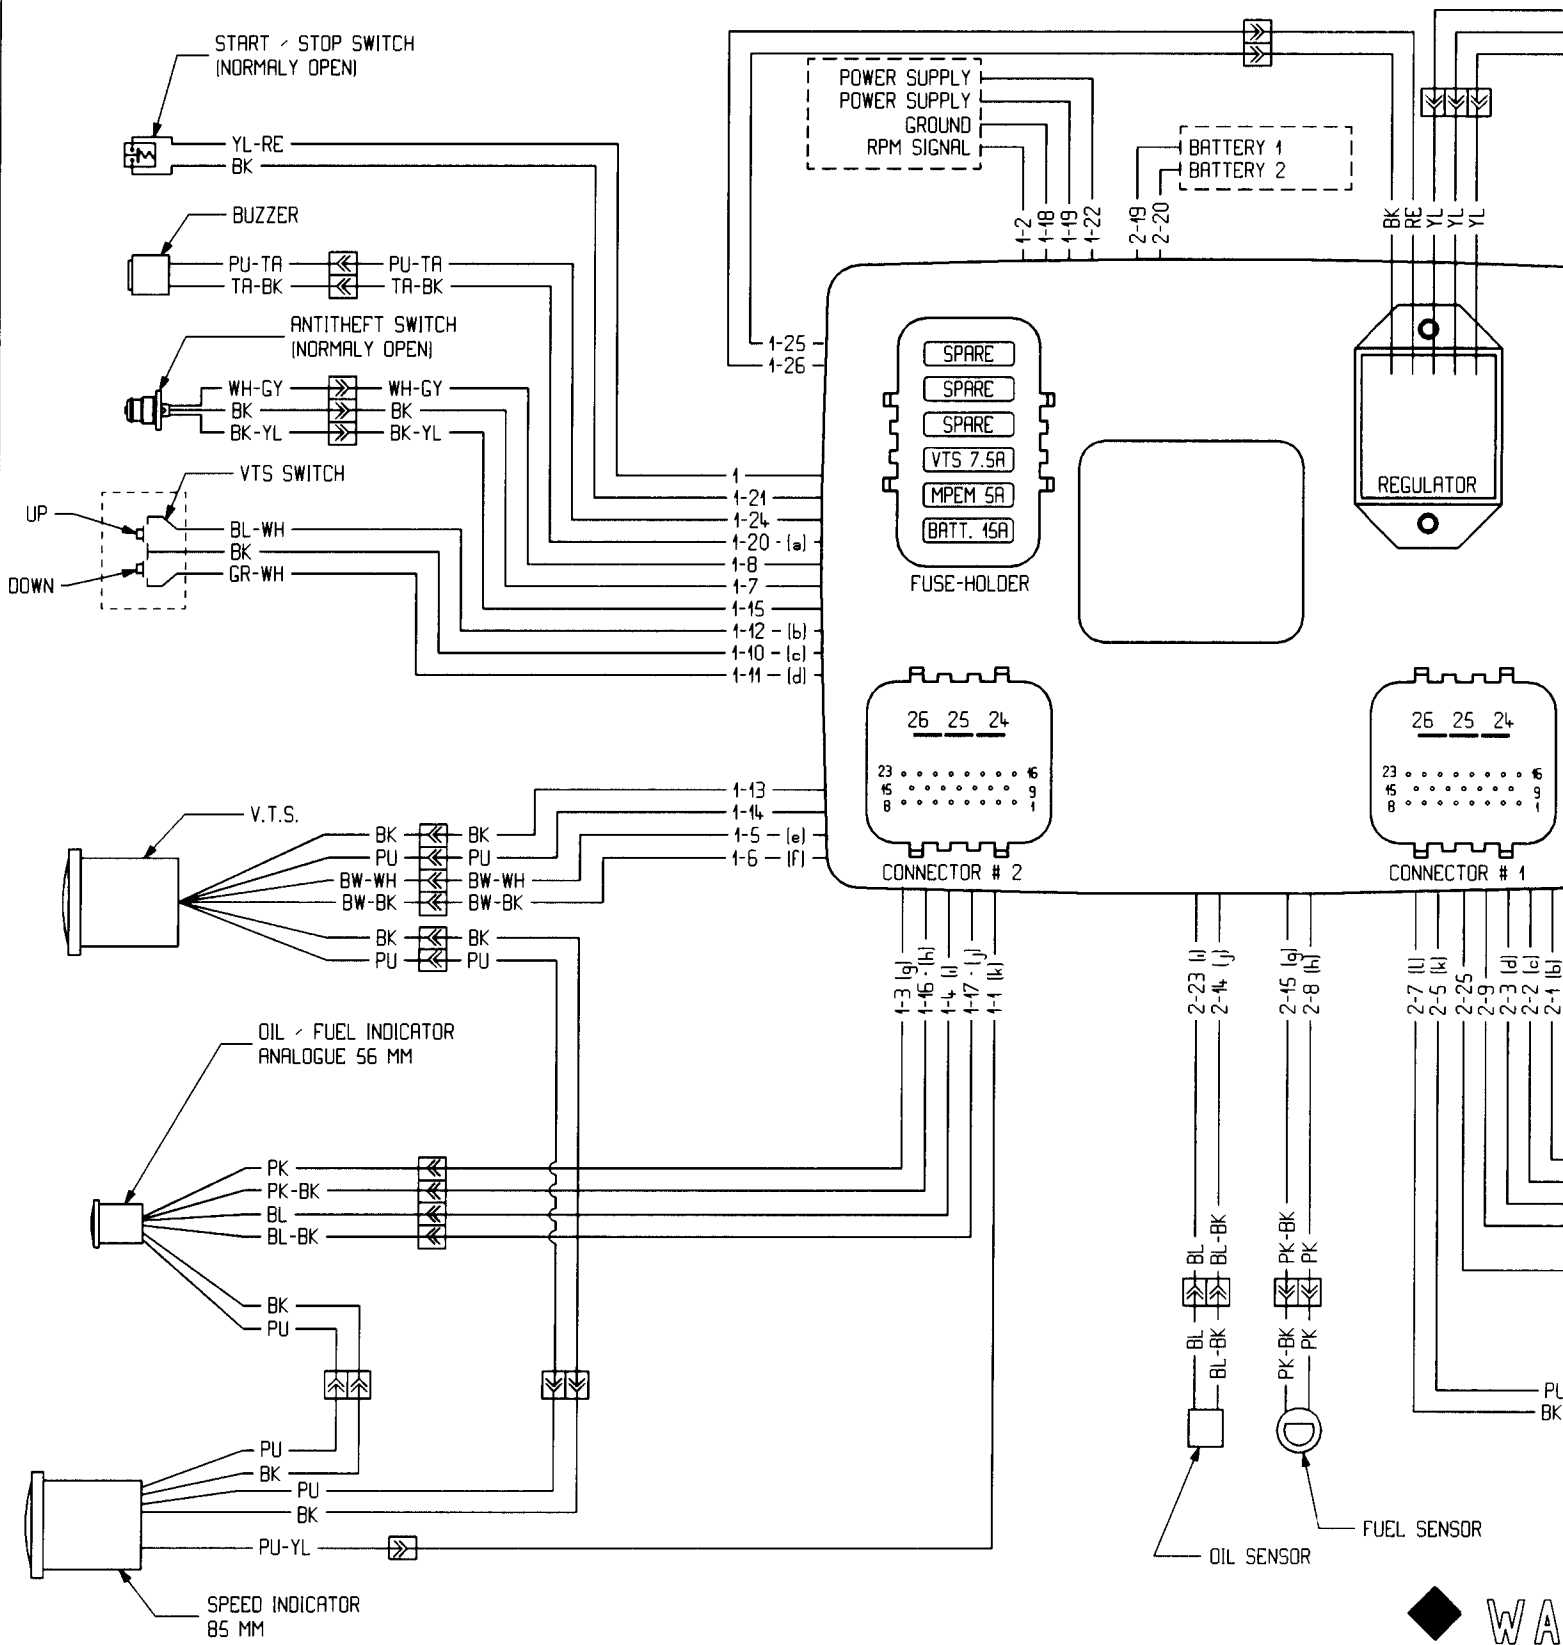 START / STOP SWITCH
(NORMALY OPEN)
YL-RE
BK
BUZZER
PU-TA
PU-TA
TA-BK
TA-BK
ANTITHEFT SWITCH
(NORMALY OPEN)
WH-GY
WH-GY
BK
BK
BK-YL
BK-YL
VTS SWITCH
UP
DOWN
BL-WH
BK
GR-WH
POWER SUPPLY
POWER SUPPLY
GROUND
RPM SIGNAL
1-2
1-18
1-19
1-22
BATTERY 1
BATTERY 2
2-19
2-20
BK
RE
YL
YL
YL
1-25
1-26
1
1-21
1-24
1-20 - (a)
1-8
1-7
1-15
1-12 - (b)
1-10 - (c)
1-11 - (d)
SPARE
SPARE
SPARE
VTS 7.5A
MPEM 5A
BATT. 15A
FUSE-HOLDER
REGULATOR
26 25 24
23 16
15 9
8 1
CONNECTOR # 2
26 25 24
23 16
15 9
8 1
CONNECTOR # 1
1-13
1-14
1-5 - (e)
1-6 - (f)
V.T.S.
BK
BK
PU
PU
BW-WH
BW-WH
BW-BK
BW-BK
BK
BK
PU
PU
1-3 (g)
1-16 - (h)
1-4 (i)
1-17 - (j)
1-1 (k)
2-23 (i)
2-14 (j)
2-15 (g)
2-8 (h)
2-7 (l)
2-5 (k)
2-25
2-9
2-3 (d)
2-2 (c)
2-1 (b)
OIL / FUEL INDICATOR
ANALOGUE 56 MM
PK
PK-BK
BL
BL-BK
BK
PU
BL
BL-BK
PK-BK
PK
BL
BL-BK
PK-BK
PK
PU
BK
PU
BK
PU
BK
PU-YL
SPEED INDICATOR
85 MM
OIL SENSOR
FUEL SENSOR
WA